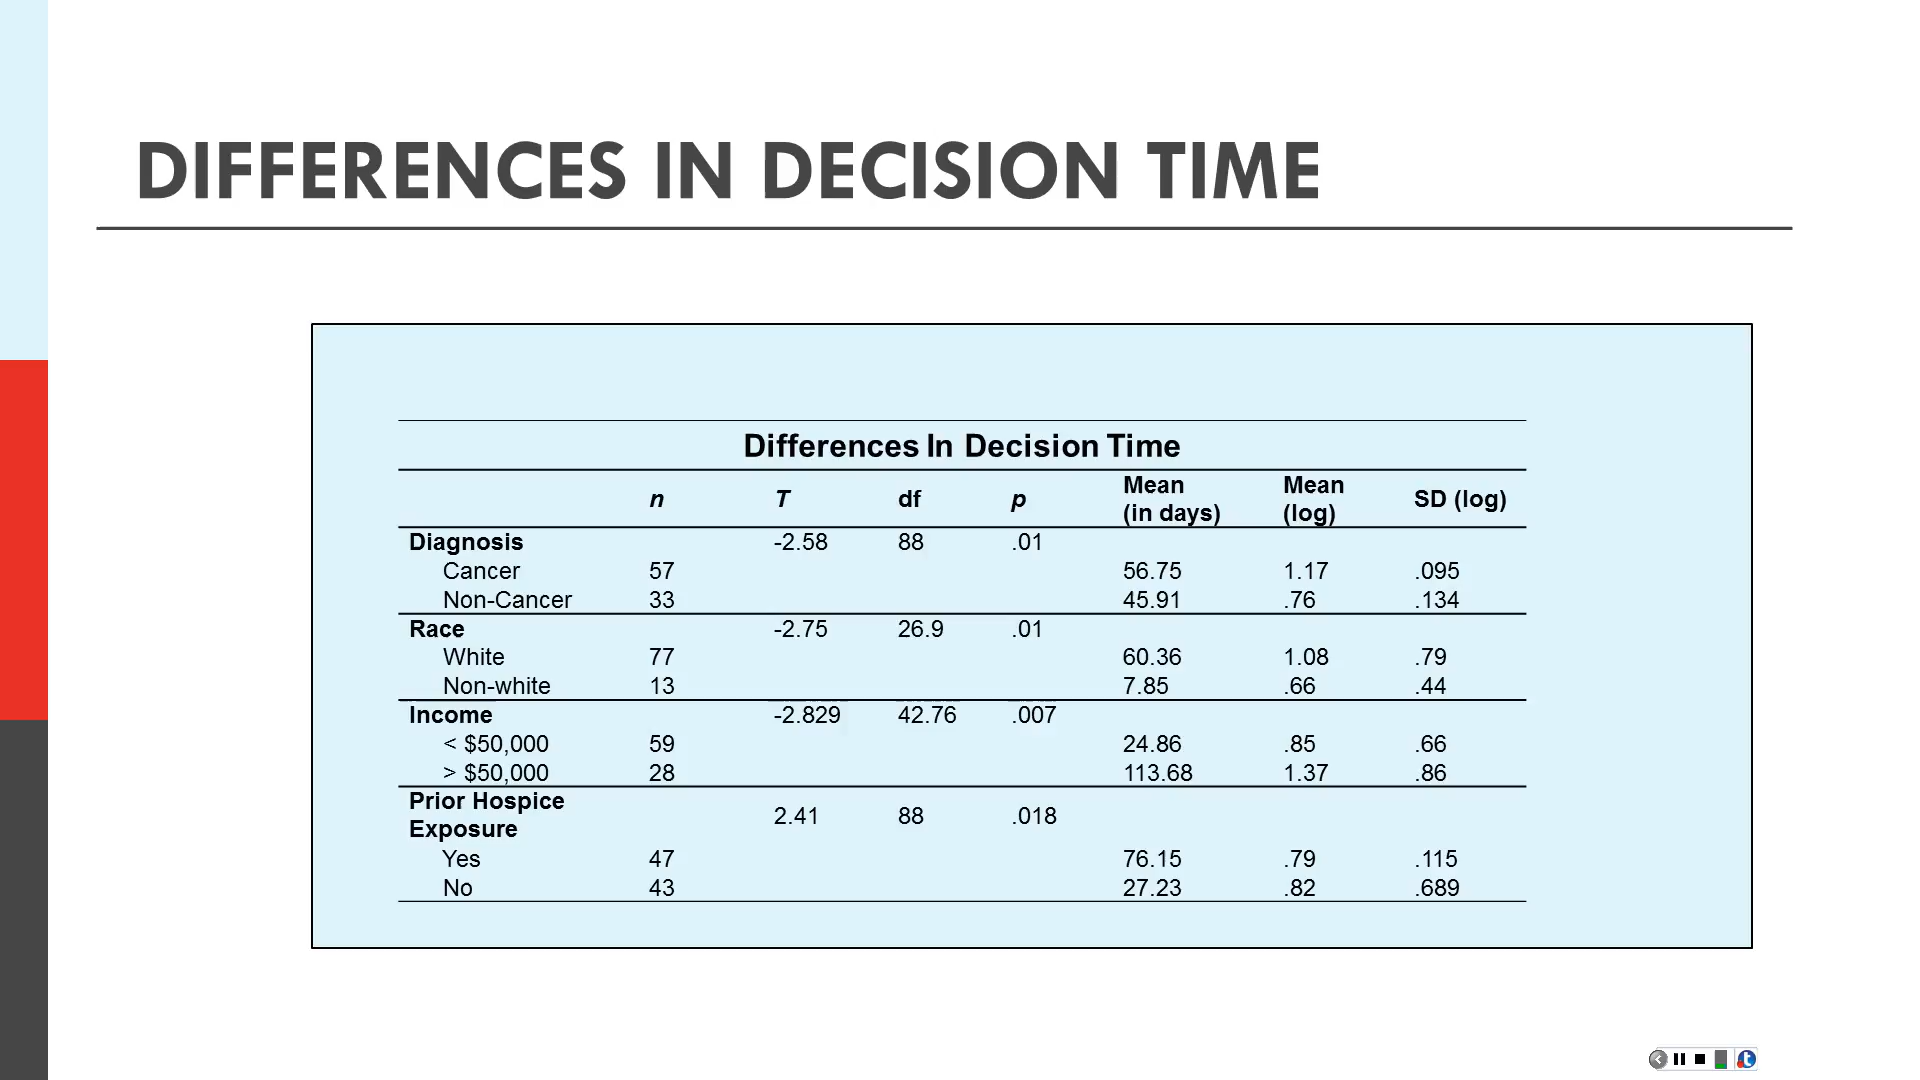 DIFFERENCES IN DECISION TIME
Differences In Decision Time
n T df p Mean (in days) Mean (log) SD (log)
Diagnosis -2.58 88 .01
Cancer 57 56.75 1.17 .095
Non-Cancer 33 45.91 .76 .134
Race -2.75 26.9 .01
White 77 60.36 1.08 .79
Non-white 13 7.85 .66 .44
Income -2.829 42.76 .007
< $50,000 59 24.86 .85 .66
> $50,000 28 113.68 1.37 .86
Prior Hospice Exposure 2.41 88 .018
Yes 47 76.15 .79 .115
No 43 27.23 .82 .689